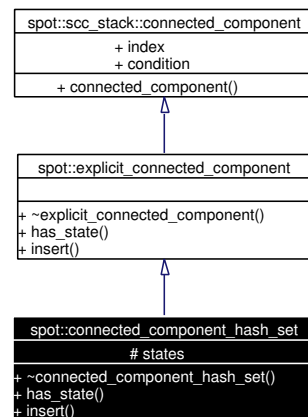 spot::scc_stack::connected_component
+ index
+ condition
+ connected_component()
spot::explicit_connected_component
+ ~explicit_connected_component()
+ has_state()
+ insert()
spot::connected_component_hash_set
# states
+ ~connected_component_hash_set()
+ has_state()
+ insert()